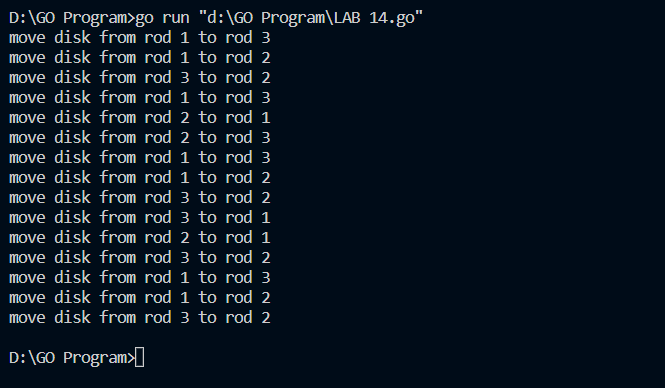 D:\GO Program>go run "d:\GO Program\LAB 14.go"
move disk from rod 1 to rod 3
move disk from rod 1 to rod 2
move disk from rod 3 to rod 2
move disk from rod 1 to rod 3
move disk from rod 2 to rod 1
move disk from rod 2 to rod 3
move disk from rod 1 to rod 3
move disk from rod 1 to rod 2
move disk from rod 3 to rod 2
move disk from rod 3 to rod 1
move disk from rod 2 to rod 1
move disk from rod 3 to rod 2
move disk from rod 1 to rod 3
move disk from rod 1 to rod 2
move disk from rod 3 to rod 2
D:\GO Program>